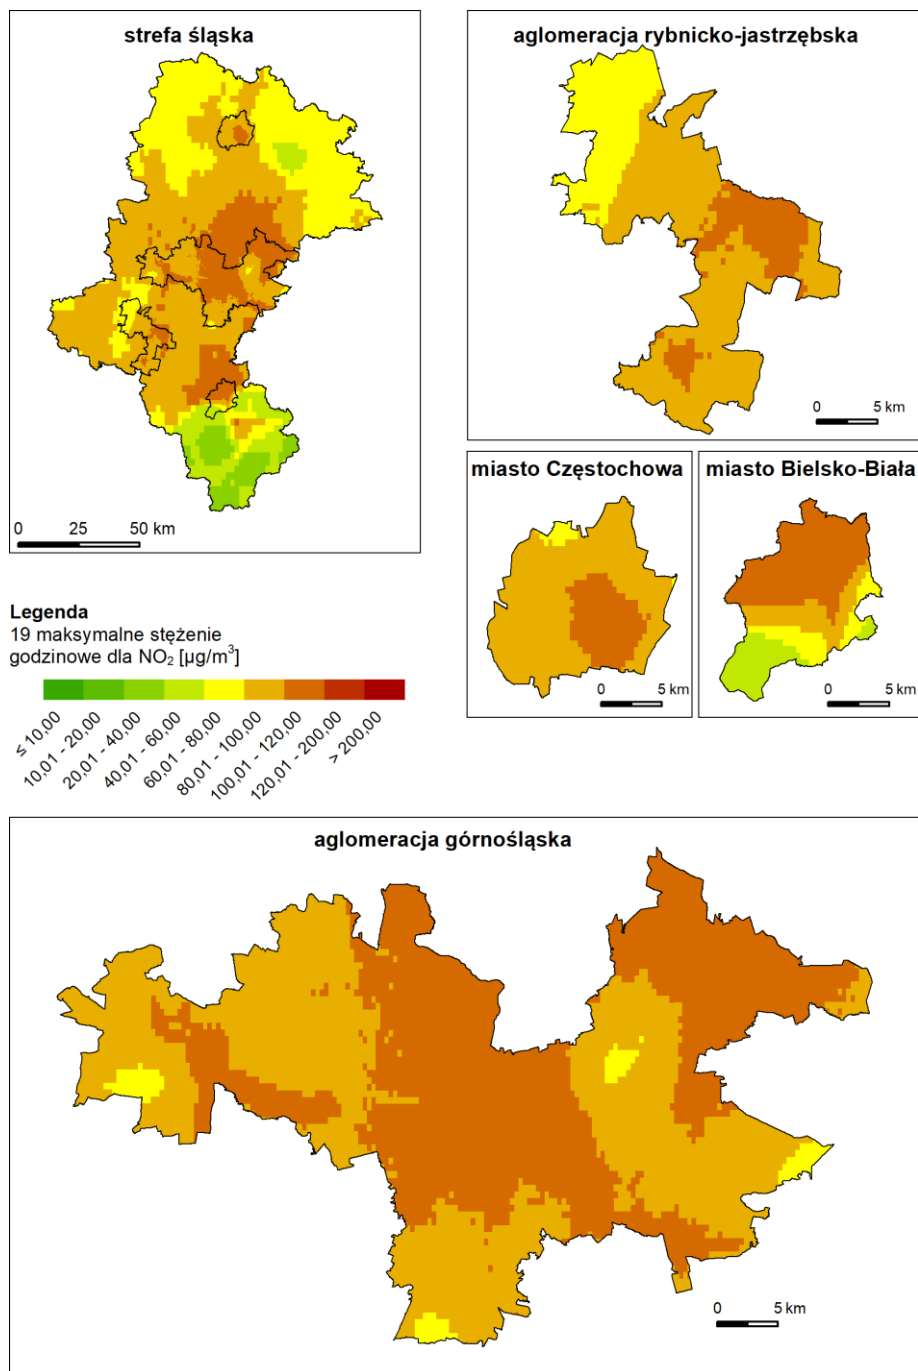 strefa śląska
0 25 50 km
aglomeracja rybnicko-jastrzębska
0 5 km
miasto Częstochowa
0 5 km
miasto Bielsko-Biała
0 5 km
Legenda
19 maksymalne stężenie
godzinowe dla NO₂ [µg/m³]
≤ 10,00
10,01 - 20,00
20,01 - 40,00
40,01 - 60,00
60,01 - 80,00
80,01 - 100,00
100,01 - 120,00
120,01 - 200,00
> 200,00
aglomeracja górnośląska
0 5 km